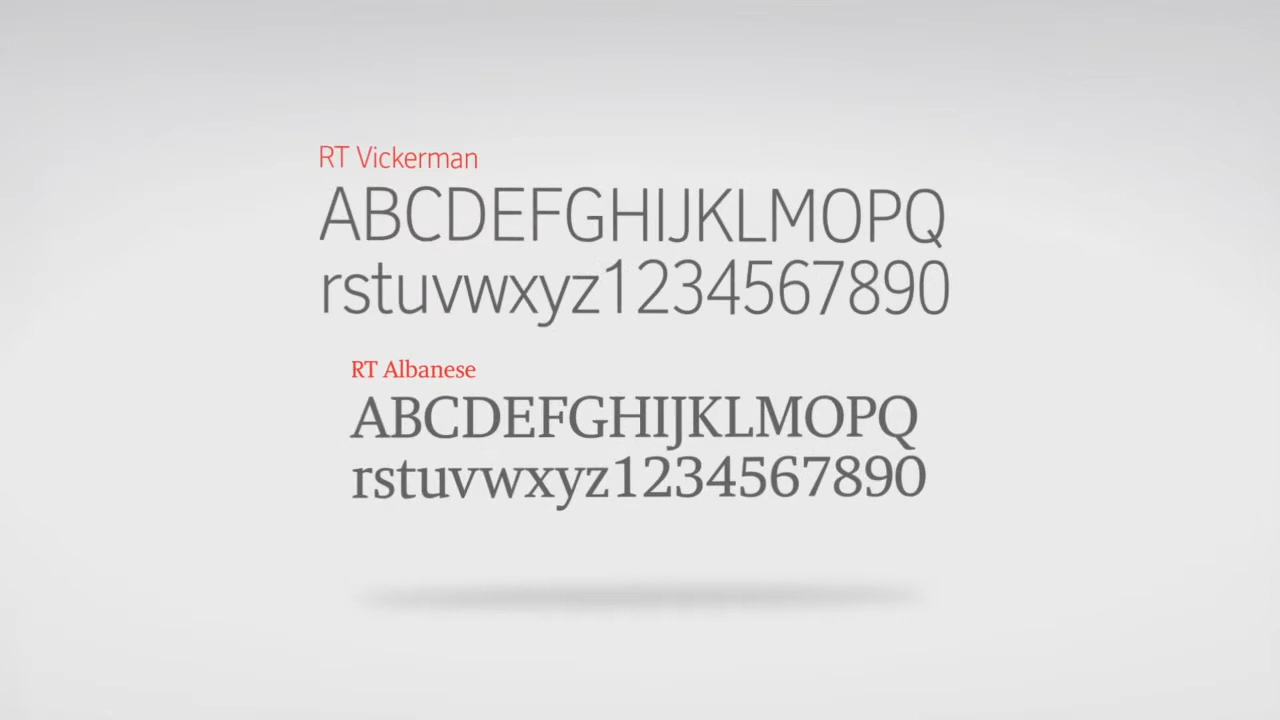 RT Vickerman
ABCDEFGHIJKLMOPQ
rstuvwxyz1234567890
RT Albanese
ABCDEFGHIJKLMOPQ
rstuvwxyz1234567890